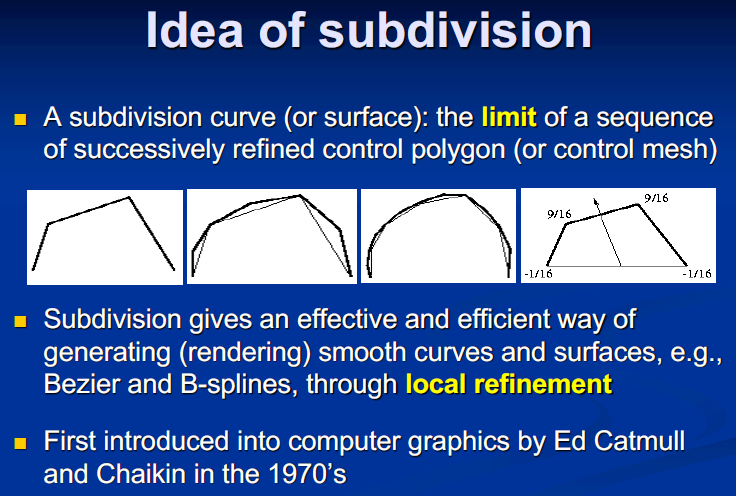 Idea of subdivision
A subdivision curve (or surface): the limit of a sequence
of successively refined control polygon (or control mesh)
9/16
9/16
-1/16
-1/16
Subdivision gives an effective and efficient way of
generating (rendering) smooth curves and surfaces, e.g.,
Bezier and B-splines, through local refinement
First introduced into computer graphics by Ed Catmull
and Chaikin in the 1970's